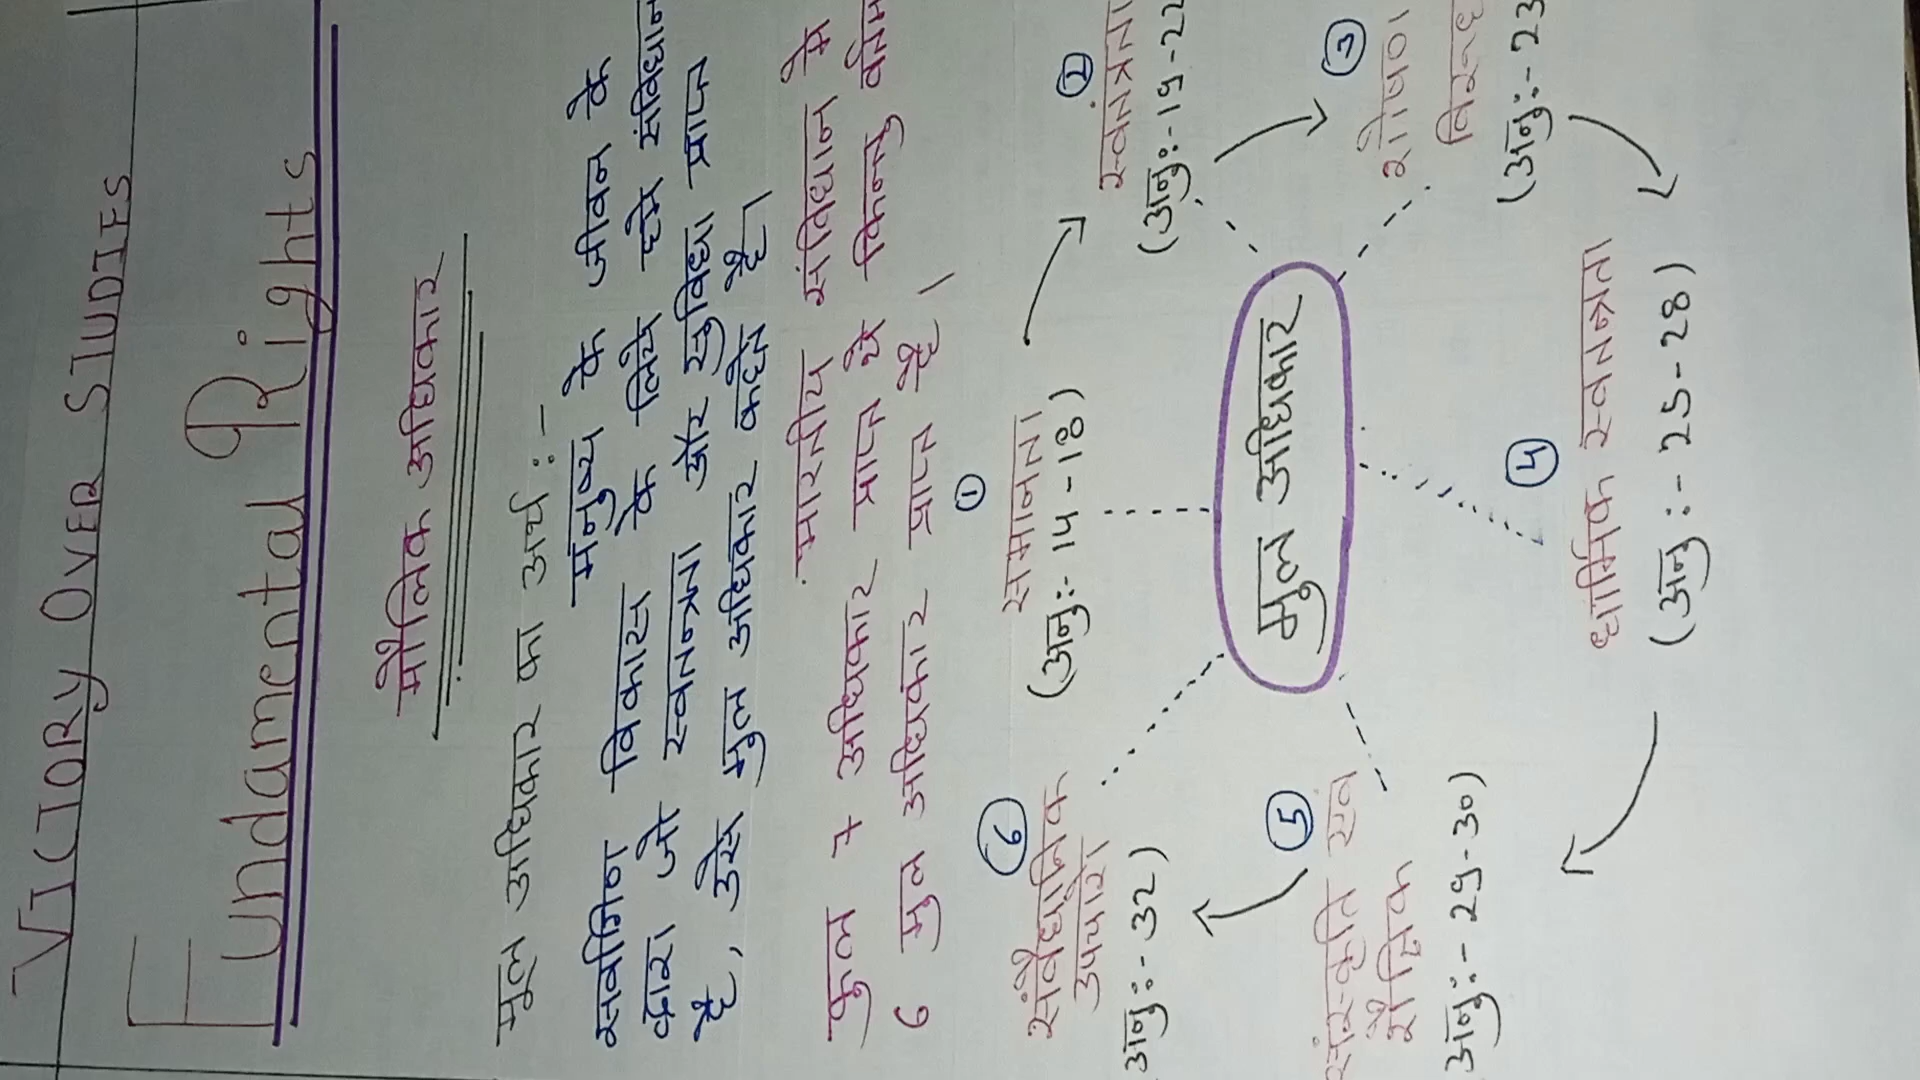 VICTORY OVER STUDIES
Fundamental Rights
मौलिक अधिकार
मूल अधिकार का अर्थ :-
मनुष्य के जीवन के
सर्वागिण विकास के लिये हमे संविधान
द्वारा जो स्वतन्त्रता और सुविधा प्राप्त
है, उसे मुल अधिकार कहते है।
भारतीय संविधान मे
कुल 7 अधिकार प्राप्त थे किन्तु
6 मुल अधिकार प्राप्त है।
①
समानता
(अनु:- 14-18)
②
स्वतंत्रता
(अनु:- 19-22
③
शोषण
विरुद्ध
(अनु:- 23
④
धार्मिक स्वतन्त्रता
(अनु :- 25-28)
⑤
संस्कृति एव
शैक्षिक
अनु:- 29-30)
⑥
संवैधानिक
उपचारो
अनु:- 32)
मुल अधिकार